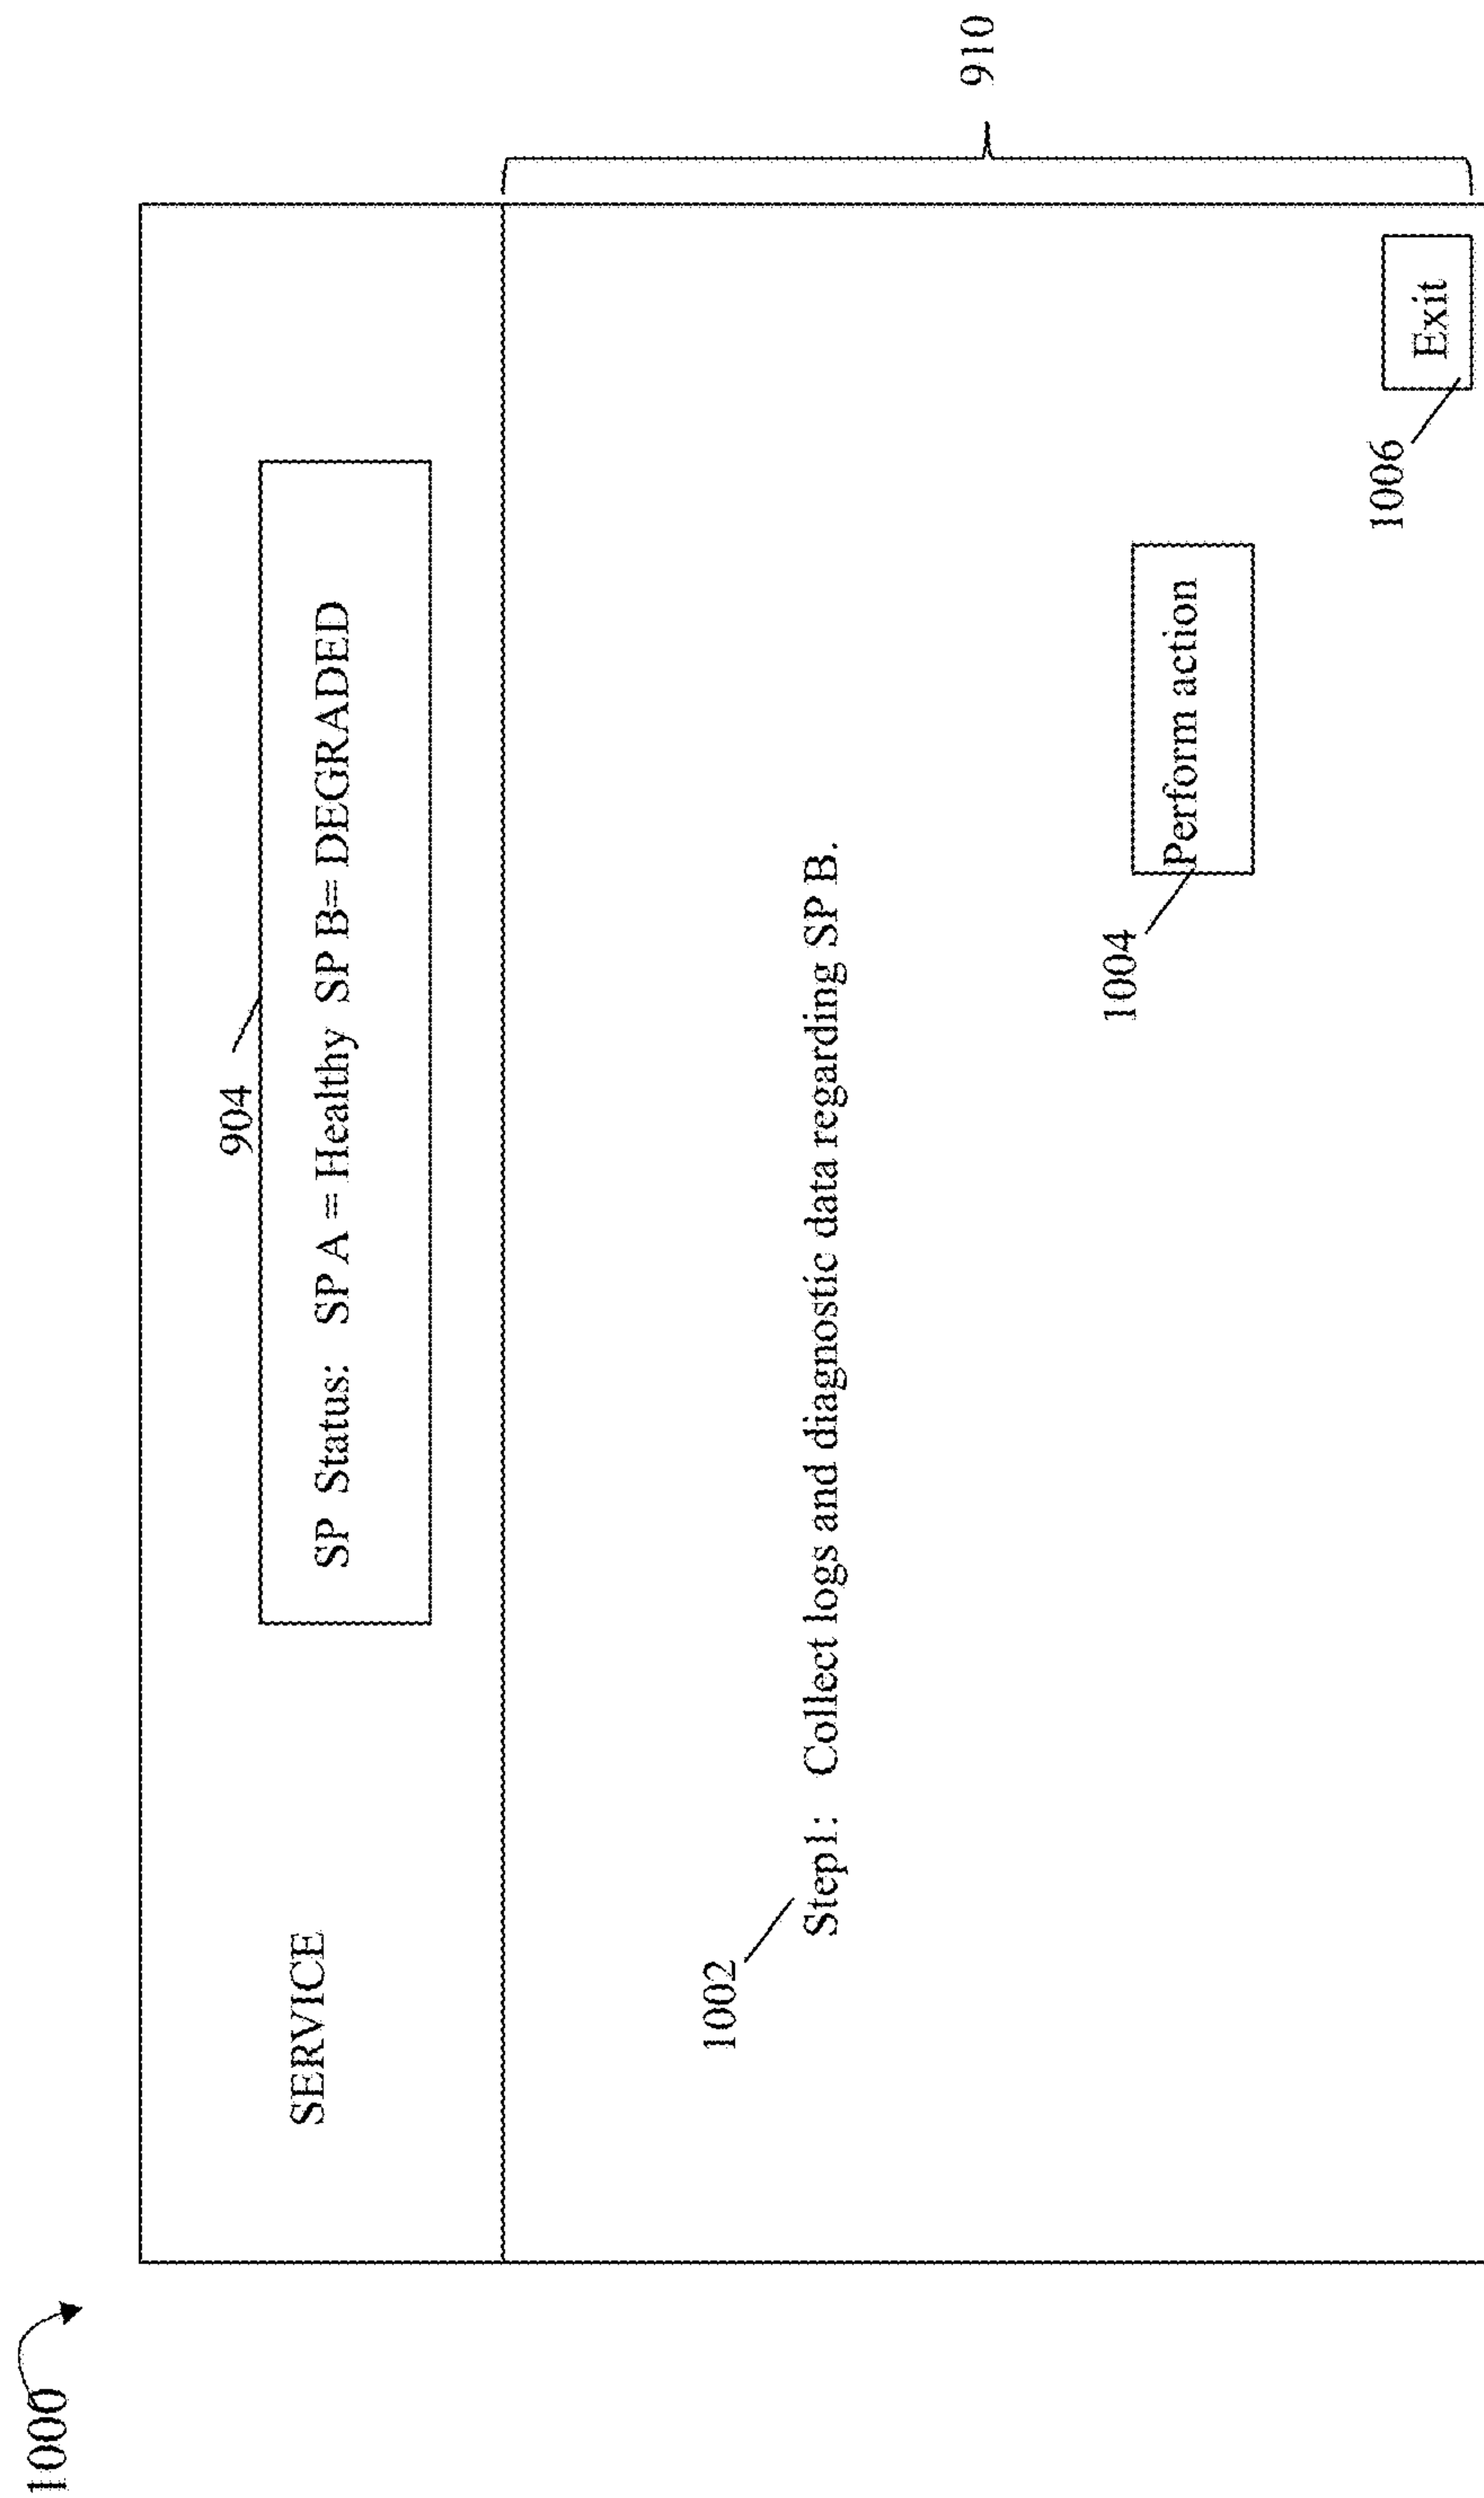 1000
904
SERVICE
SP Status: SP A = Healthy SP B= DEGRADED
1002
Step1: Collect logs and diagnostic data regarding SP B.
910
1004
Perform action
1006
Exit